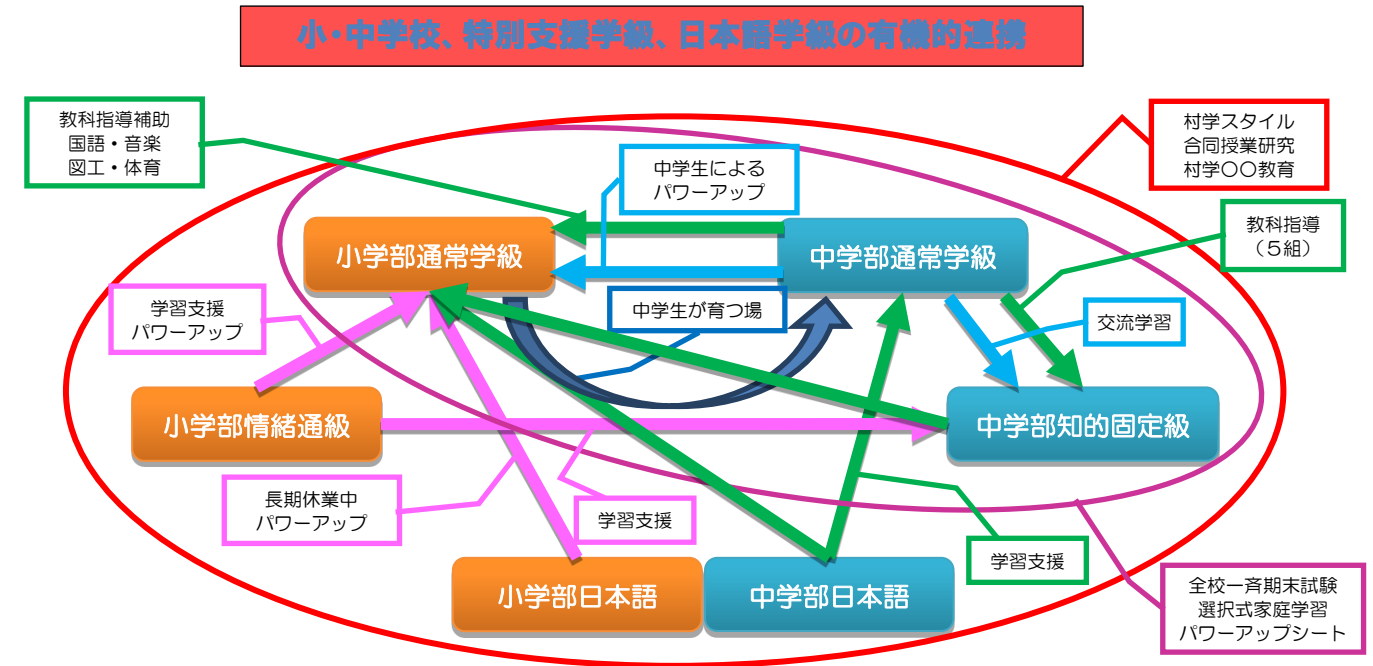 小・中学校、特別支援学級、日本語学級の有機的連携
教科指導補助
国語・音楽
図工・体育
村学スタイル
合同授業研究
村学〇〇教育
中学生による
パワーアップ
教科指導
（５組）
小学部通常学級
中学部通常学級
学習支援
パワーアップ
中学生が育つ場
交流学習
小学部情緒通級
中学部知的固定級
長期休業中
パワーアップ
学習支援
学習支援
小学部日本語
中学部日本語
全校一斉期末試験
選択式家庭学習
パワーアップシート